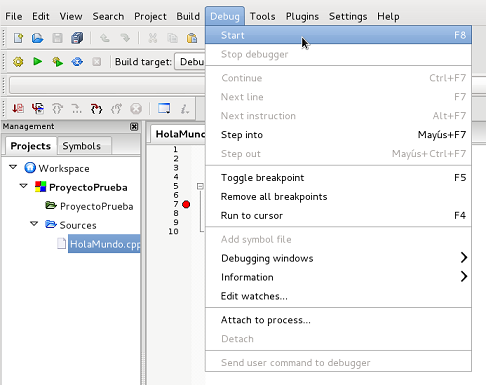 File Edit View Search Project Build Debug Tools Plugins Settings Help
Start F8
Stop debugger
Build target: Debu
Continue Ctrl+F7
Next line F7
Next instruction Alt+F7
Step into Mayús+F7
Step out Mayús+Ctrl+F7
Toggle breakpoint F5
Remove all breakpoints
Run to cursor F4
Add symbol file
Debugging windows
Information
Edit watches...
Attach to process...
Detach
Send user command to debugger
Management
Projects Symbols
Workspace
ProyectoPrueba
ProyectoPrueba
Sources
HolaMundo.cpp
HolaMund
1
2
3
4
5
6
7
8
9
10